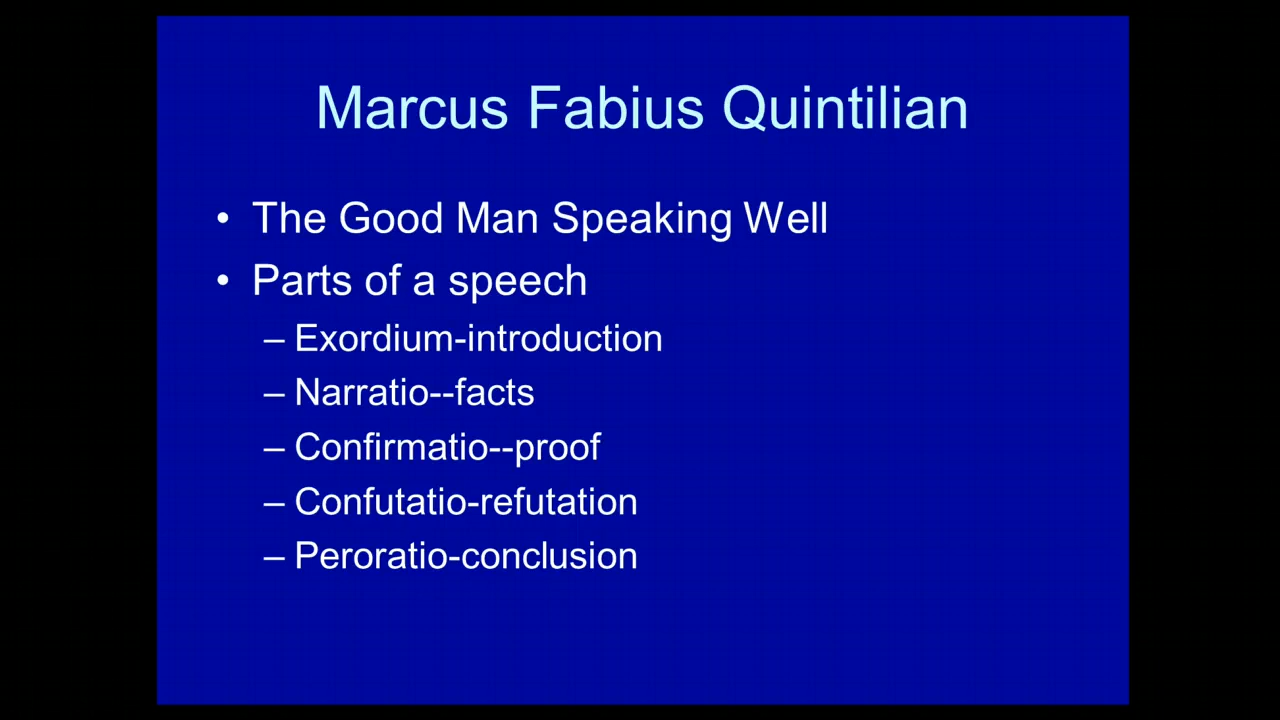 Marcus Fabius Quintilian
• The Good Man Speaking Well
• Parts of a speech
– Exordium-introduction
– Narratio--facts
– Confirmatio--proof
– Confutatio-refutation
– Peroratio-conclusion